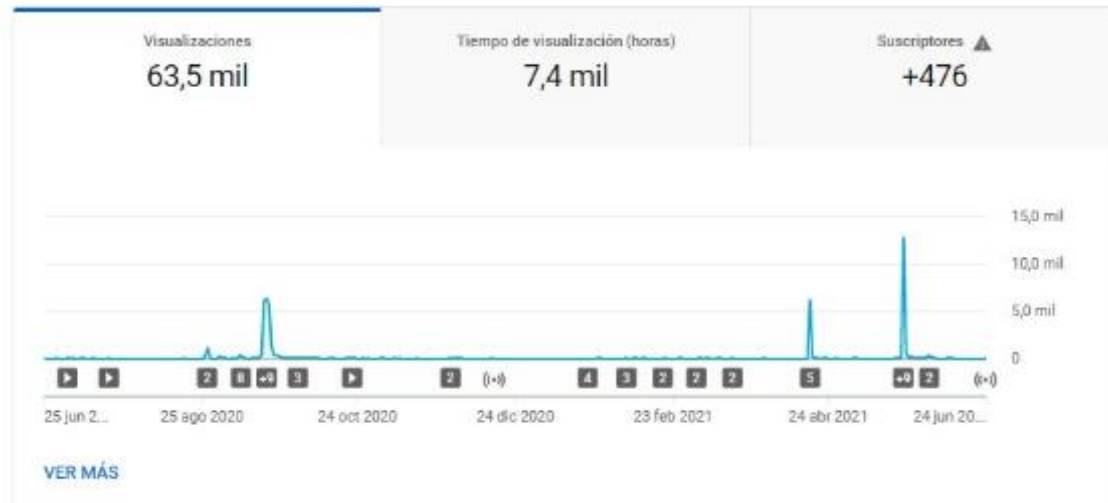 Visualizaciones
63,5 mil
Tiempo de visualización (horas)
7,4 mil
Suscriptores
+476
15,0 mil
10,0 mil
5,0 mil
0
2 8 +9 3 2 4 3 2 2 2 5 +9 2
25 jun 2... 25 ago 2020 24 oct 2020 24 dic 2020 23 feb 2021 24 abr 2021 24 jun 20...
VER MÁS